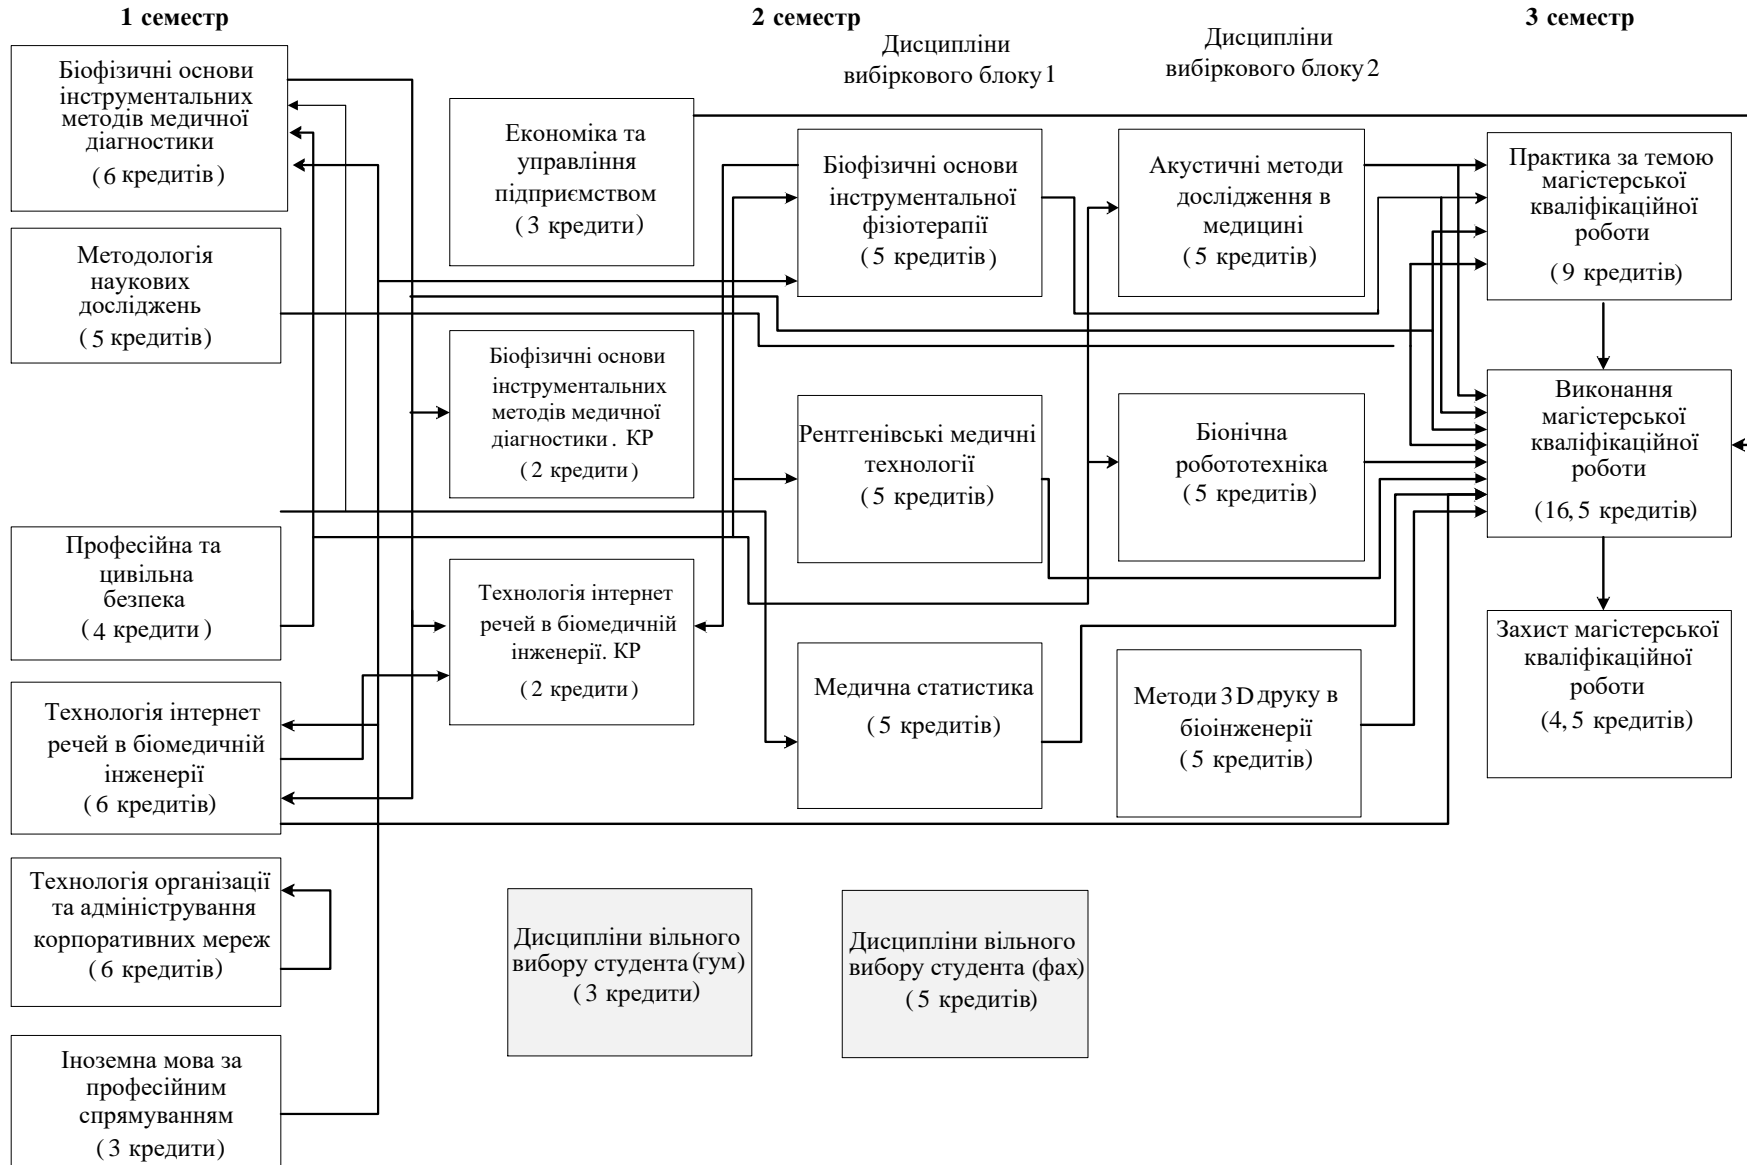 1 семестр
2 семестр
3 семестр
Дисципліни
вибіркового блоку 1
Дисципліни
вибіркового блоку 2
Біофізичні основи
інструментальних
методів медичної
діагностики
(6 кредитів)
Методологія
наукових
досліджень
(5 кредитів)
Професійна та
цивільна
безпека
(4 кредити)
Технологія інтернет
речей в біомедичній
інженерії
(6 кредитів)
Технологія організації
та адміністрування
корпоративних мереж
(6 кредитів)
Іноземна мова за
професійним
спрямуванням
(3 кредити)
Економіка та
управління
підприємством
(3 кредити)
Біофізичні основи
інструментальних
методів медичної
діагностики. КР
(2 кредити)
Технологія інтернет
речей в біомедичній
інженерії. КР
(2 кредити)
Дисципліни вільного
вибору студента (гум)
(3 кредити)
Біофізичні основи
інструментальної
фізіотерапії
(5 кредитів)
Рентгенівські медичні
технології
(5 кредитів)
Медична статистика
(5 кредитів)
Дисципліни вільного
вибору студента (фах)
(5 кредитів)
Акустичні методи
дослідження в
медицині
(5 кредитів)
Біонічна
робототехніка
(5 кредитів)
Методи 3D друку в
біоінженерії
(5 кредитів)
Практика за темою
магістерської
кваліфікаційної
роботи
(9 кредитів)
Виконання
магістерської
кваліфікаційної
роботи
(16,5 кредитів)
Захист магістерської
кваліфікаційної
роботи
(4,5 кредитів)